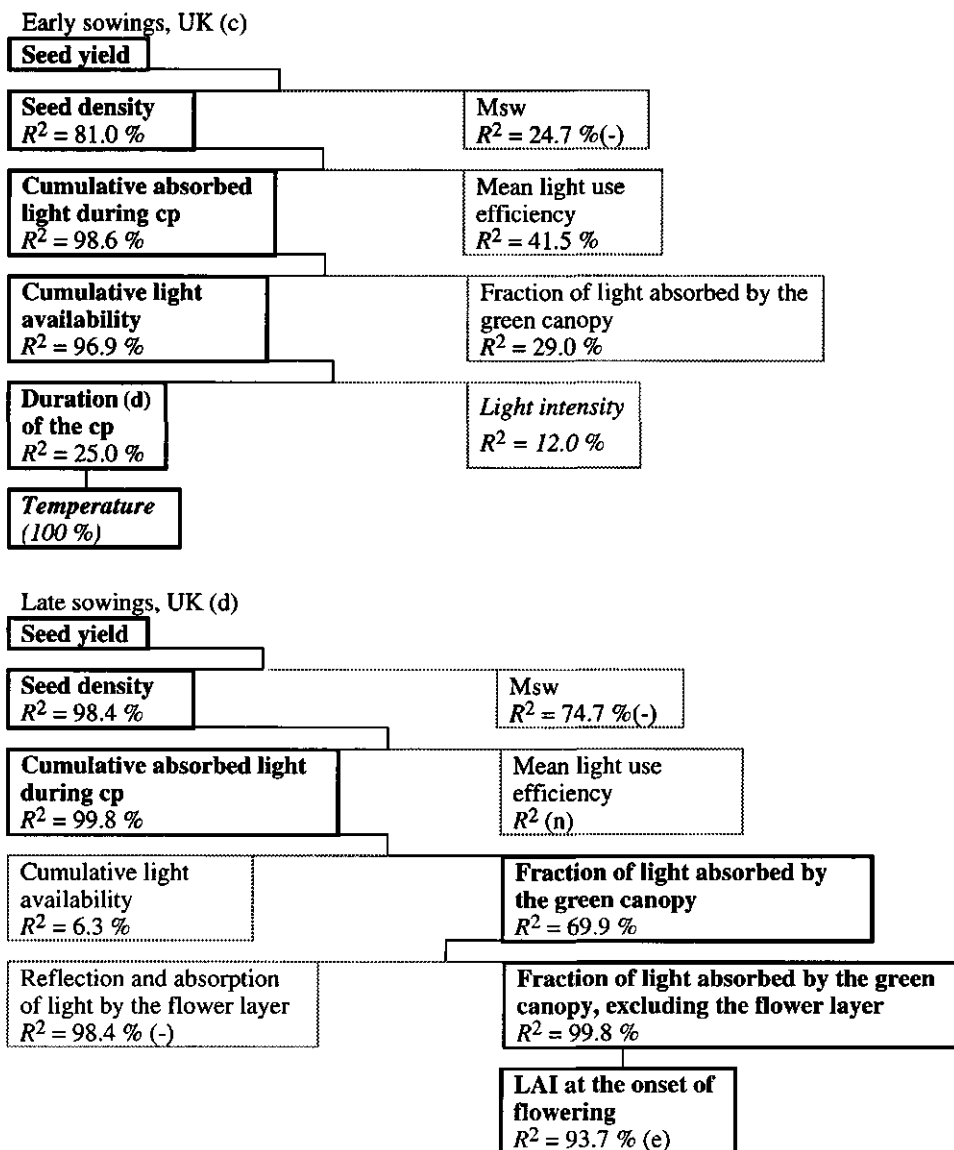 Early sowings, UK (c)
Seed yield
Seed density
R² = 81.0 %
Msw
R² = 24.7 %(-)
Cumulative absorbed
light during cp
R² = 98.6 %
Mean light use
efficiency
R² = 41.5 %
Cumulative light
availability
R² = 96.9 %
Fraction of light absorbed by the
green canopy
R² = 29.0 %
Duration (d)
of the cp
R² = 25.0 %
Light intensity
R² = 12.0 %
Temperature
(100 %)
Late sowings, UK (d)
Seed yield
Seed density
R² = 98.4 %
Msw
R² = 74.7 %(-)
Cumulative absorbed light
during cp
R² = 99.8 %
Mean light use
efficiency
R² (n)
Cumulative light
availability
R² = 6.3 %
Fraction of light absorbed by
the green canopy
R² = 69.9 %
Reflection and absorption
of light by the flower layer
R² = 98.4 % (-)
Fraction of light absorbed by the green
canopy, excluding the flower layer
R² = 99.8 %
LAI at the onset of
flowering
R² = 93.7 % (e)